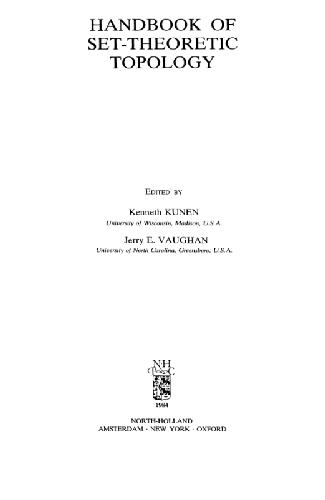 HANDBOOK OF
SET-THEORETIC
TOPOLOGY
EDITED BY
Kenneth KUNEN
University of Wisconsin, Madison, U.S.A.
Jerry E. VAUGHAN
University of North Carolina, Greensboro, U.S.A.
1984
NORTH-HOLLAND
AMSTERDAM · NEW YORK · OXFORD